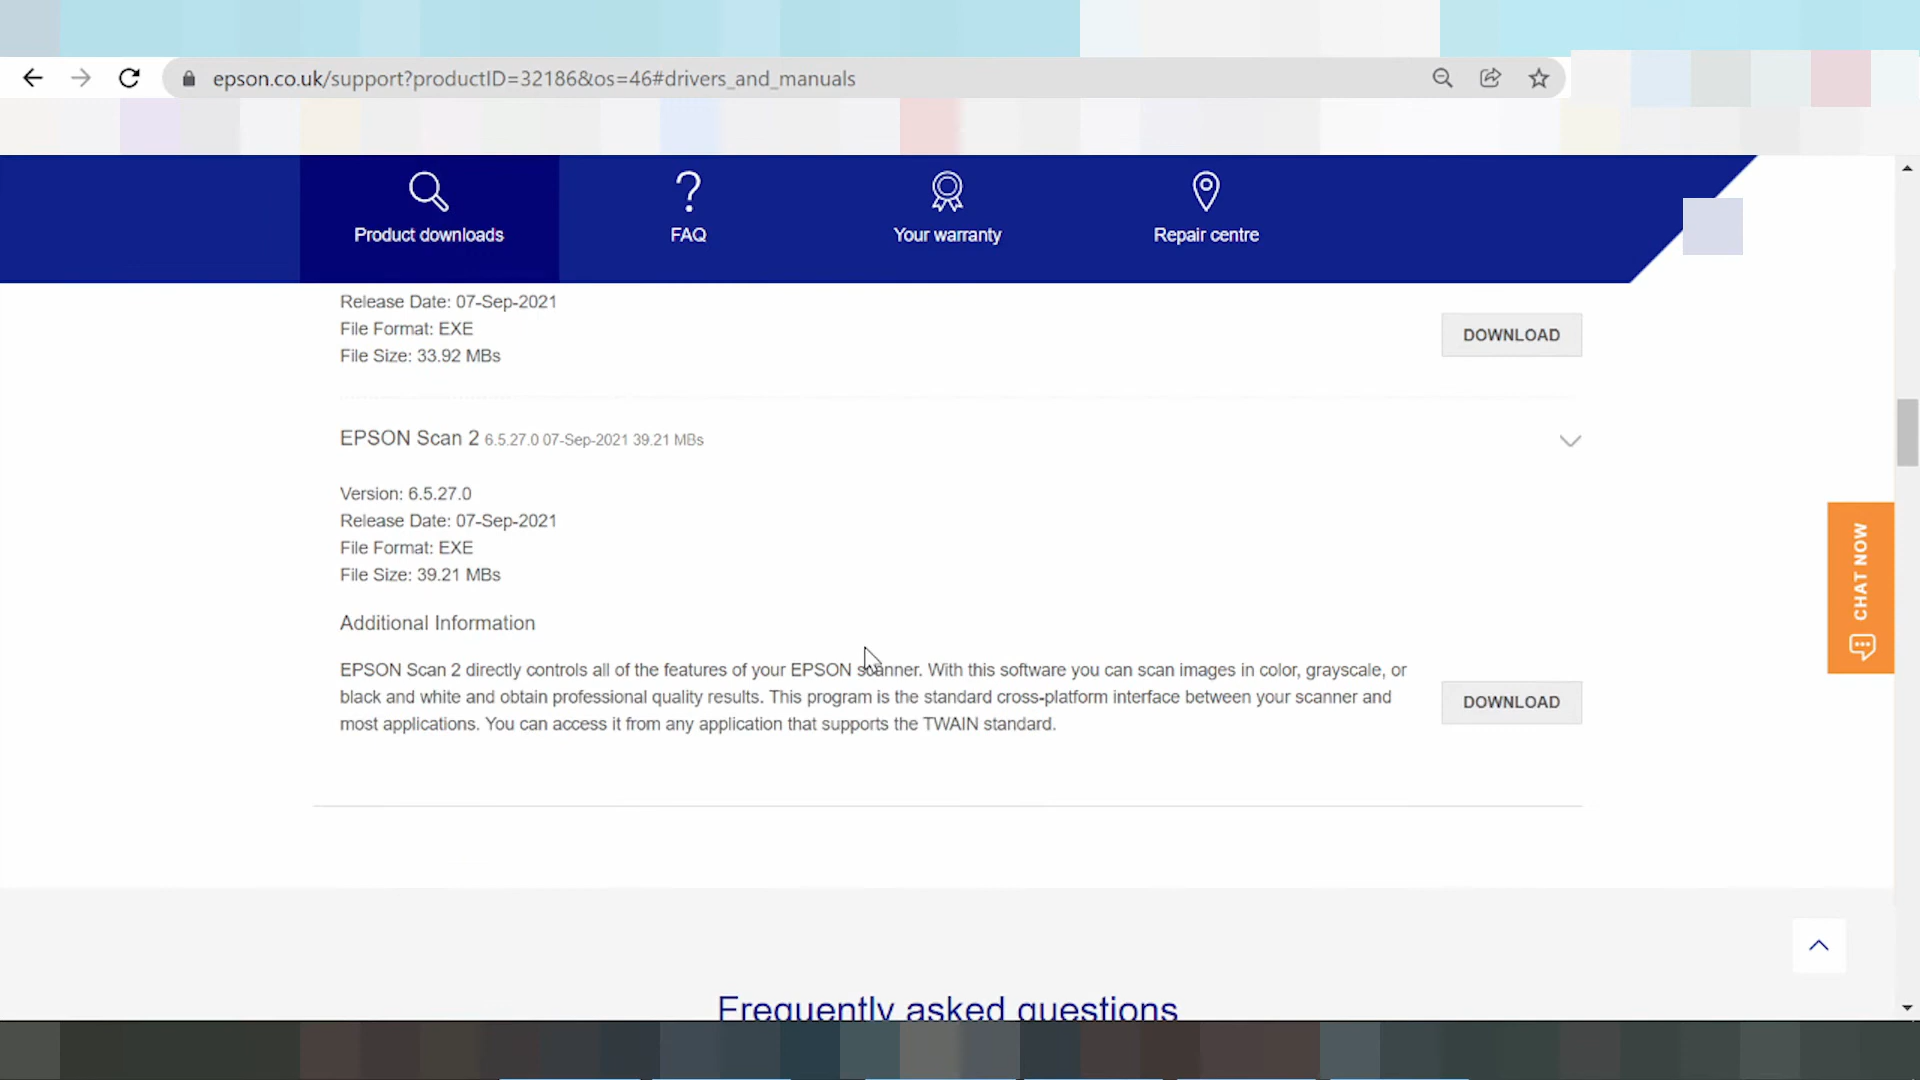 epson.co.uk/support?productID=32186&os=46#drivers_and_manuals
Product downloads
FAQ
Your warranty
Repair centre
Release Date: 07-Sep-2021
File Format: EXE
File Size: 33.92 MBs
DOWNLOAD
EPSON Scan 2 6.5.27.0 07-Sep-2021 39.21 MBs
Version: 6.5.27.0
Release Date: 07-Sep-2021
File Format: EXE
File Size: 39.21 MBs
CHAT NOW
Additional Information
EPSON Scan 2 directly controls all of the features of your EPSON scanner. With this software you can scan images in color, grayscale, or
black and white and obtain professional quality results. This program is the standard cross-platform interface between your scanner and
most applications. You can access it from any application that supports the TWAIN standard.
DOWNLOAD
Frequently asked questions